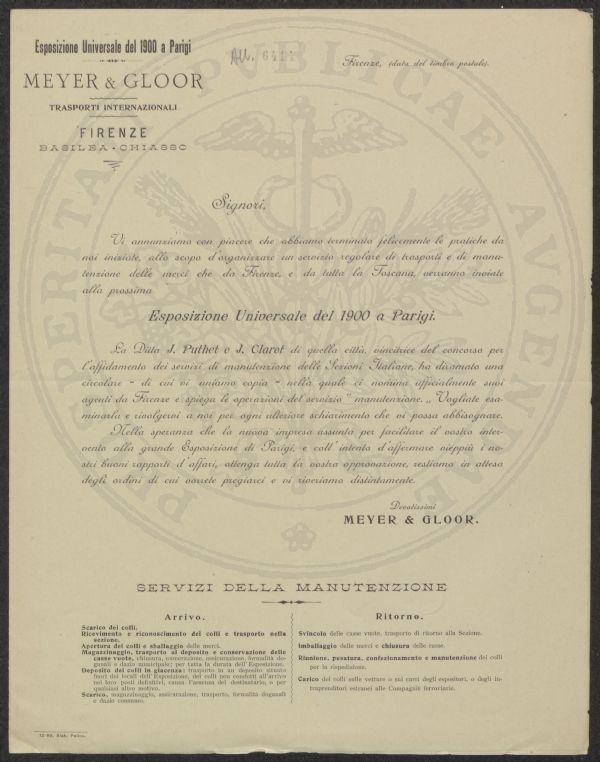 Esposizione Universale del 1900 a Parigi
MEYER & GLOOR
TRASPORTI INTERNAZIONALI
FIRENZE
BASILEA - CHIASSO
All. 6414
Firenze, (data del timbro postale).
Signori,
Vi annunziamo con piacere che abbiamo terminato felicemente le pratiche da
noi iniziate, allo scopo d'organizzare un servizio regolare di trasporti e di manu-
tenzione delle merci che da Firenze, e da tutta la Toscana, verranno inviate
alla prossima
Esposizione Universale del 1900 a Parigi.
La Ditta J. Puthet e J. Claret di quella città, vincitrice del concorso per
l'affidamento dei servizi di manutenzione delle Sezioni Italiane, ha diramato una
circolare - di cui vi uniamo copia - nella quale ci nomina ufficialmente suoi
agenti da Firenze e spiega le operazioni del servizio "manutenzione„ Vogliate esa-
minarla e rivolgervi a noi per ogni ulteriore schiarimento che vi possa abbisognare.
Nella speranza che la nuova impresa assunta per facilitare il vostro inter-
vento alla grande Esposizione di Parigi, e coll'intento d'affermare vieppiù i no-
stri buoni rapporti d'affari, ottenga tutta la vostra approvazione, restiamo in attesa
degli ordini di cui vorrete pregiarci e vi riveriamo distintamente.
Devotissimi
MEYER & GLOOR.
SERVIZI DELLA MANUTENZIONE
Arrivo.
Scarico dei colli.
Ricevimento e riconoscimento dei colli e trasporto nella
sezione.
Apertura dei colli e sballaggio delle merci.
Magazzinaggio, trasporto al deposito e conservazione delle
casse vuote, chiusura, conservazione, assicurazione, formalità do-
ganali e dazio municipale; per tutta la durata dell'Esposizione.
Deposito dei colli in giacenza: trasporto in un deposito situato
fuori dei locali dell'Esposizione, dei colli non condotti all'arrivo
nel loro posto definitivo, causa l'assenza del destinatario, o per
qualsiasi altro motivo.
Scarico, magazzinaggio, assicurazione, trasporto, formalità doganali
e dazio consumo.
Ritorno.
Svincolo delle casse vuote, trasporto di ritorno alla Sezione.
Imballaggio delle merci e chiusura delle casse.
Riunione, pesatura, confezionamento e manutenzione dei colli
per la rispedizione.
Carico dei colli sulle vetture o sui carri degli espositori, o degli in-
traprenditori estranei alle Compagnie ferroviarie.